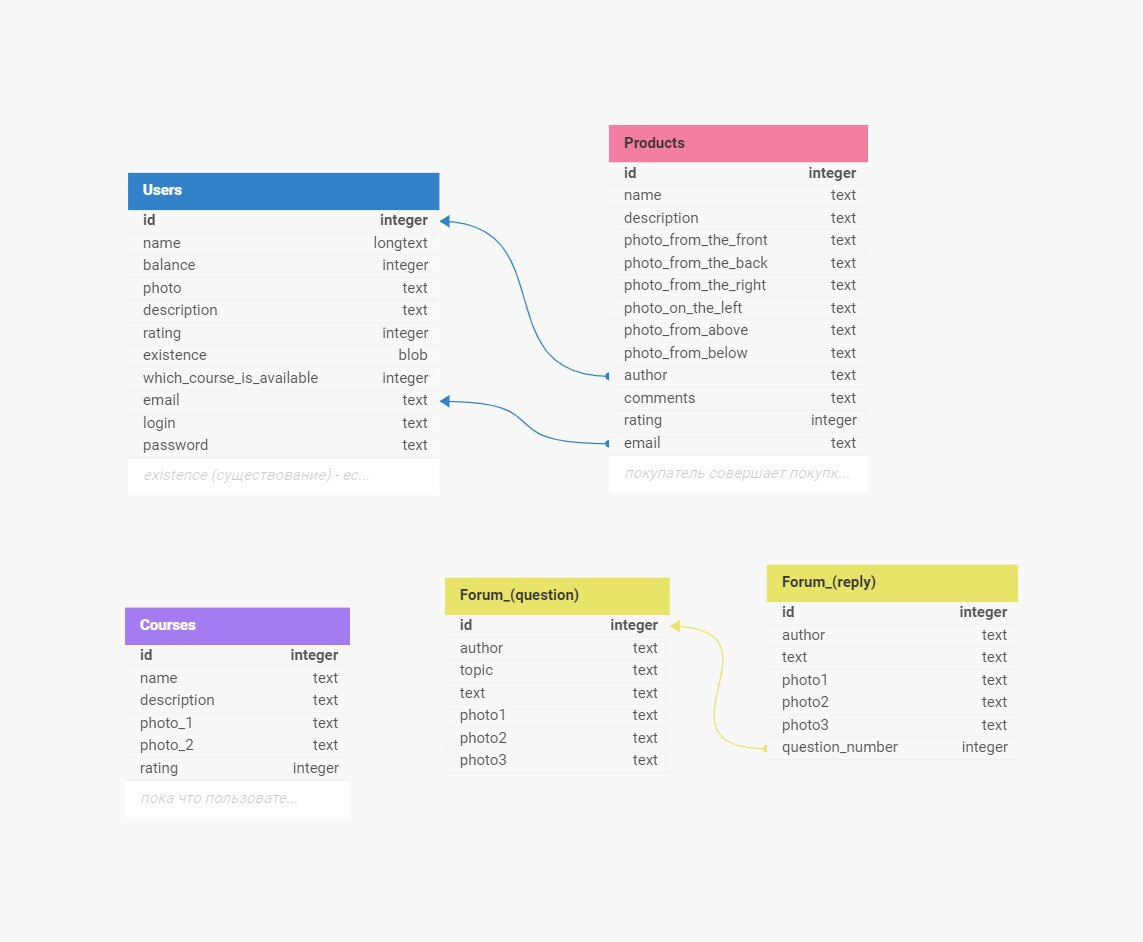 Users
id integer
name longtext
balance integer
photo text
description text
rating integer
existence blob
which_course_is_available integer
email text
login text
password text
existence (существование) - ес...
Products
id integer
name text
description text
photo_from_the_front text
photo_from_the_back text
photo_from_the_right text
photo_on_the_left text
photo_from_above text
photo_from_below text
author text
comments text
rating integer
email text
покупатель совершает покупк...
Courses
id integer
name text
description text
photo_1 text
photo_2 text
rating integer
пока что пользовате...
Forum_(question)
id integer
author text
topic text
text text
photo1 text
photo2 text
photo3 text
Forum_(reply)
id integer
author text
text text
photo1 text
photo2 text
photo3 text
question_number integer